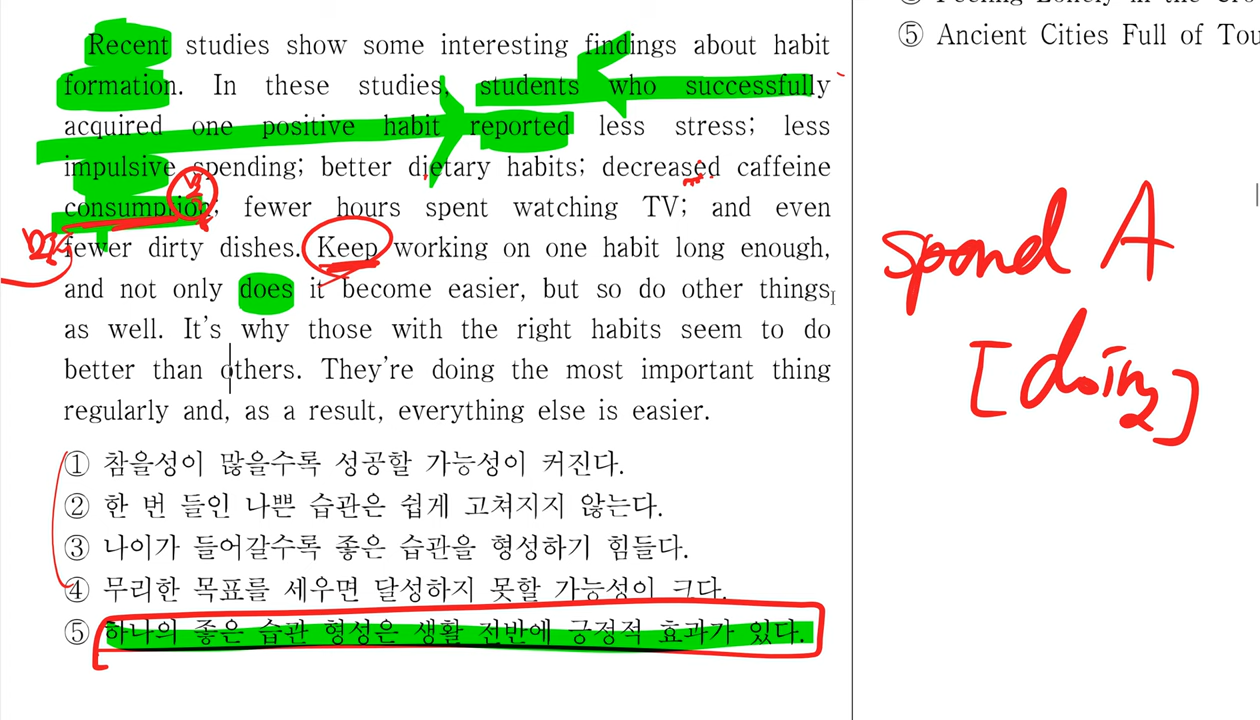 Recent studies show some interesting findings about habit
formation. In these studies, students who successfully
acquired one positive habit reported less stress; less
impulsive spending; better dietary habits; decreased caffeine
consumption; fewer hours spent watching TV; and even
fewer dirty dishes. Keep working on one habit long enough,
and not only does it become easier, but so do other things
as well. It's why those with the right habits seem to do
better than others. They're doing the most important thing
regularly and, as a result, everything else is easier.
① 참을성이 많을수록 성공할 가능성이 커진다.
② 한 번 들인 나쁜 습관은 쉽게 고쳐지지 않는다.
③ 나이가 들어갈수록 좋은 습관을 형성하기 힘들다.
④ 무리한 목표를 세우면 달성하지 못할 가능성이 크다.
⑤ 하나의 좋은 습관 형성은 생활 전반에 긍정적 효과가 있다.
⑤ Ancient Cities Full of Tou
spend A
[doing]